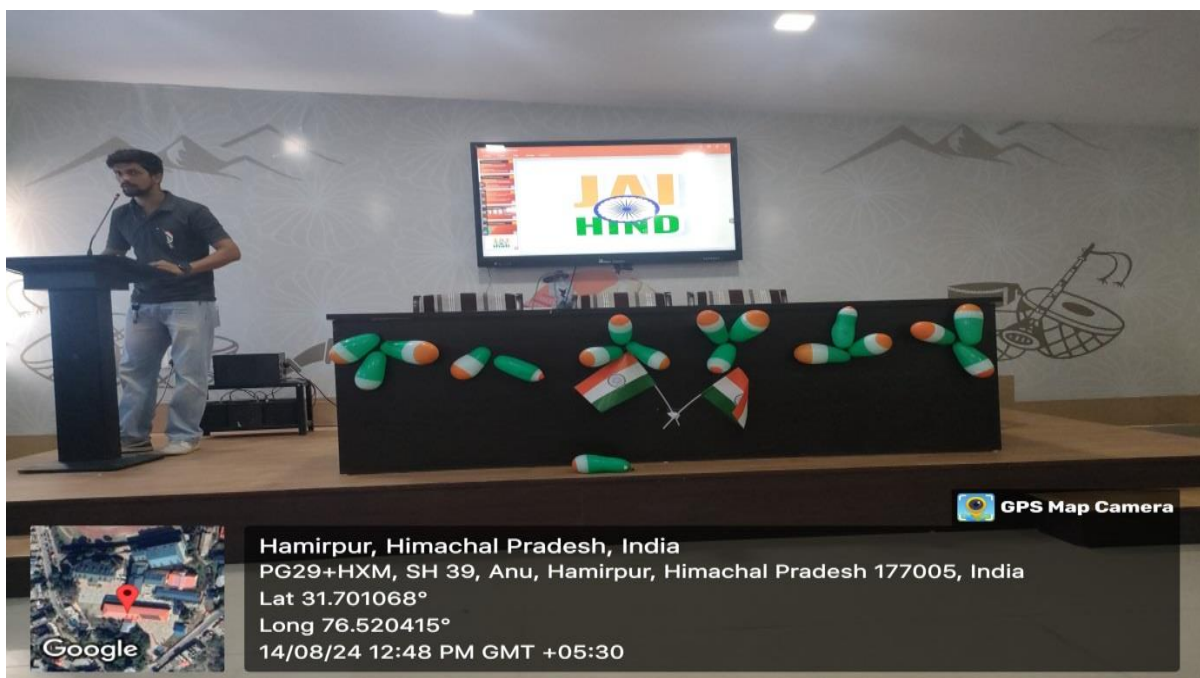 JAI
HIND
GPS Map Camera
Hamirpur, Himachal Pradesh, India
PG29+HXM, SH 39, Anu, Hamirpur, Himachal Pradesh 177005, India
Lat 31.701068°
Long 76.520415°
14/08/24 12:48 PM GMT +05:30
Google